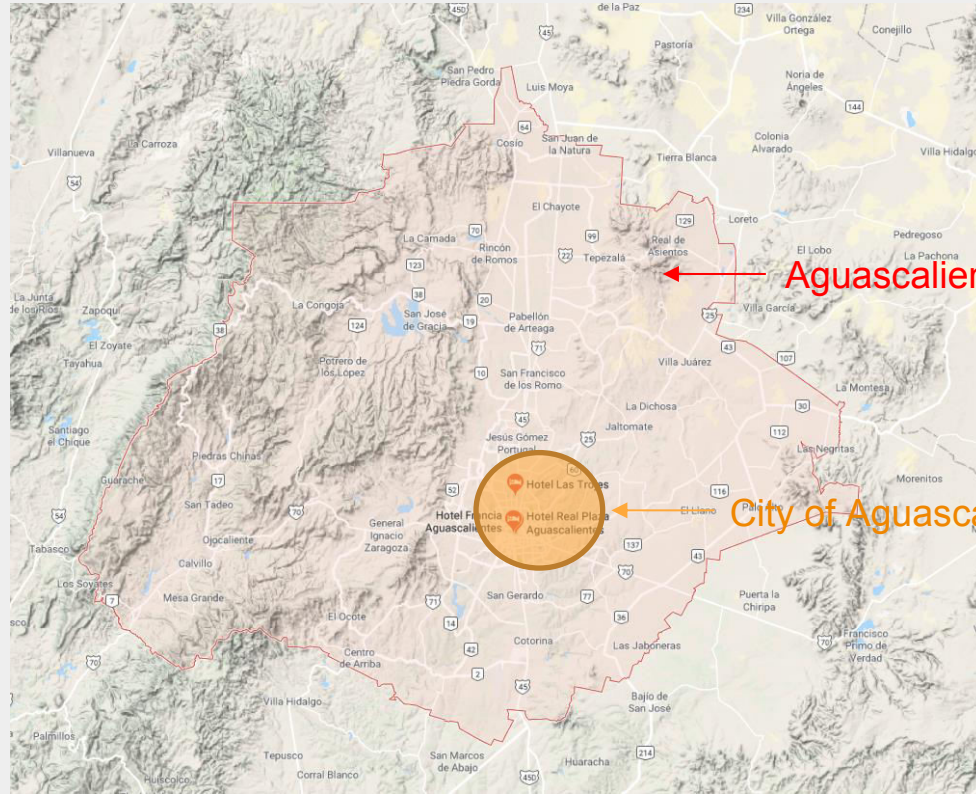 450
de la Paz
234
Villa González
Ortega
Conejillo
45
Pastoría
San Pedro
Piedra Gorda
Luis Moya
Noria de
Ángeles
144
64
Cosío
San Juan de
la Natura
Colonia
Alvarado
Villanueva
La Carroza
Tierra Blanca
Villa Hidalgo
54
El Chayote
129
Loreto
70
La Camada
Rincón
de Romos
99
22
Tepezalá
Real de
Asientos
El Lobo
Pedregoso
La Pachona
123
Aguascalien
La Junta
de los Ríos
Zapoqui
La Congoja
38
20
San José
de Gracia
19
Pabellón
de Arteaga
Villa García
25
38
124
El Zoyate
Tayahua
Potrero de
los López
71
43
107
10
San Francisco
de los Romo
Villa Juárez
54
La Montesa
Santiago
el Chique
45
La Dichosa
30
Jaltomate
112
Jesús Gómez
Portugal
25
Piedras Chinas
Las Negritas
60
Guarache
17
Hotel Las Trojes
52
116
Morenitos
San Tadeo
70
Hotel Francia
Aguascalientes
Hotel Real Plaza
Aguascalientes
El Llano
Palo Alto
City of Aguasca
General
Ignacio
Zaragoza
Ojocaliente
137
Tabasco
43
Calvillo
70
Los Soyates
Mesa Grande
San Gerardo
77
Puerta la
Chiripa
7
71
El Ocote
14
36
sco
70
Centro
de Arriba
42
Cotorina
Las Jaboneras
70
Francisco
Primo de
Verdad
2
45
Villa Hidalgo
Bajío de
San José
Palmillos
Tepusco
San Marcos
de Abajo
214
Huaracha
Huiscolco
Corral Blanco
450